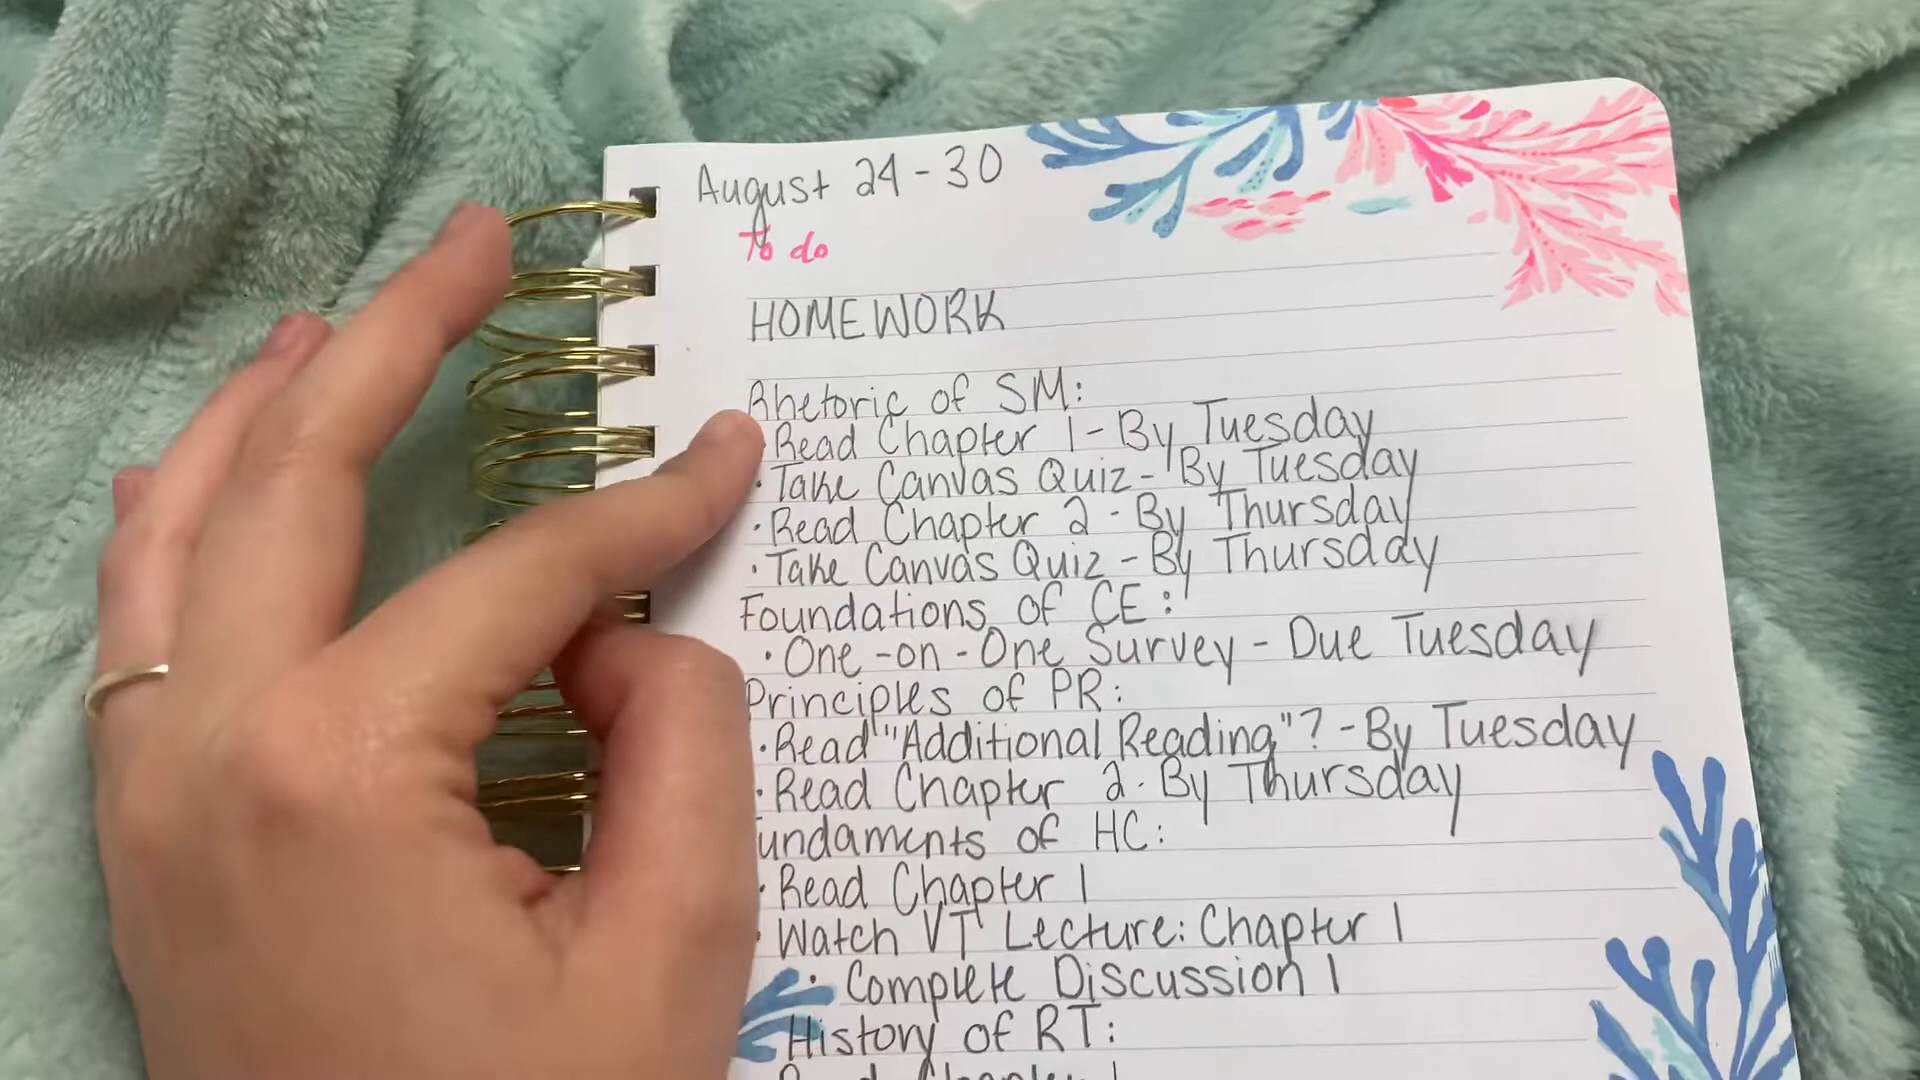 August 24-30
To do
HOMEWORK
Rhetoric of SM:
· Read Chapter 1 - By Tuesday
· Take Canvas Quiz - By Tuesday
· Read Chapter 2 - By Thursday
· Take Canvas Quiz - By Thursday
Foundations of CE:
· One-on-One Survey - Due Tuesday
Principles of PR:
· Read "Additional Reading"? - By Tuesday
· Read Chapter 2 - By Thursday
undaments of HC:
· Read Chapter 1
· Watch VT Lecture: Chapter 1
· Complete Discussion 1
History of RT:
Read Chapter 1